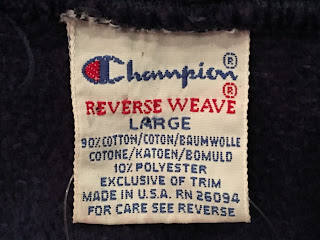 Champion®
®
REVERSE WEAVE
LARGE
90% COTTON/COTON/BAUMWOLLE
COTONE/KATOEN/BOMULD
10% POLYESTER
EXCLUSIVE OF TRIM
MADE IN U.S.A. RN 26094
FOR CARE SEE REVERSE